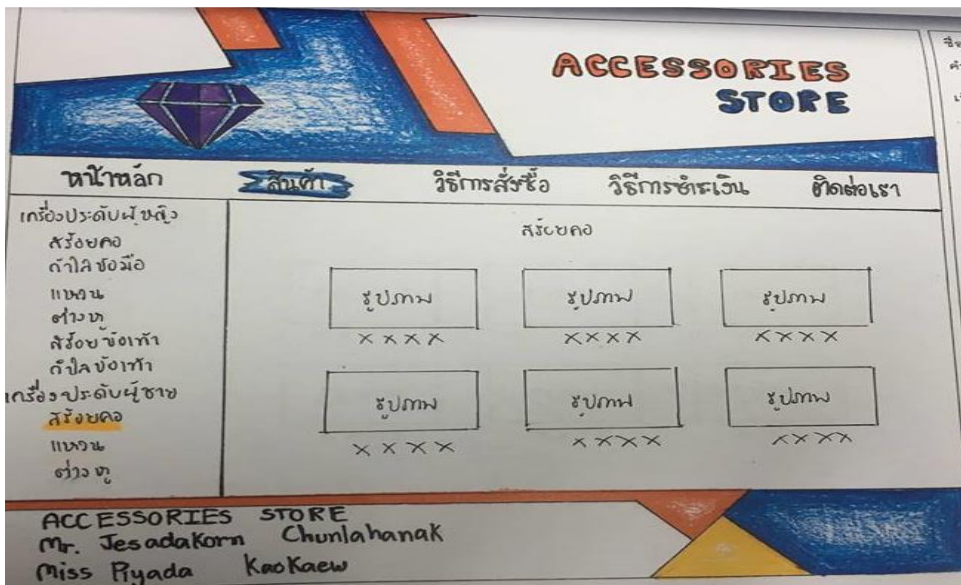 ACCESSORIES
STORE
หน้าหลัก สินค้า วิธีการสั่งซื้อ วิธีการชำระเงิน ติดต่อเรา
เครื่องประดับผู้หญิง
สร้อยคอ
กำไลข้อมือ
แหวน
ต่างหู
สร้อยข้อเท้า
กำไลข้อเท้า
เครื่องประดับผู้ชาย
สร้อยคอ
แหวน
ต่างหู
สร้อยคอ
รูปภาพ รูปภาพ รูปภาพ
XXXX XXXX XXXX
รูปภาพ รูปภาพ รูปภาพ
XXXX XXXX XXXX
ACCESSORIES STORE
Mr. Jesadakorn Chunlahanak
Miss Piyada KaoKaew